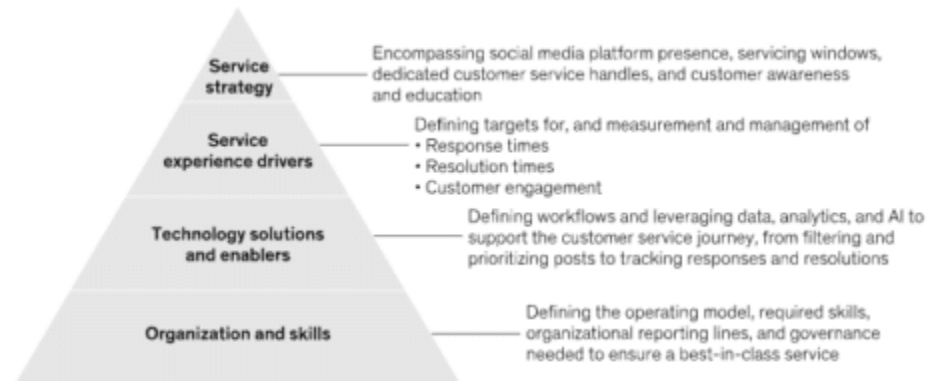 Service
strategy
Encompassing social media platform presence, servicing windows,
dedicated customer service handles, and customer awareness
and education
Service
experience drivers
Defining targets for, and measurement and management of
• Response times
• Resolution times
• Customer engagement
Technology solutions
and enablers
Defining workflows and leveraging data, analytics, and AI to
support the customer service journey, from filtering and
prioritizing posts to tracking responses and resolutions
Organization and skills
Defining the operating model, required skills,
organizational reporting lines, and governance
needed to ensure a best-in-class service